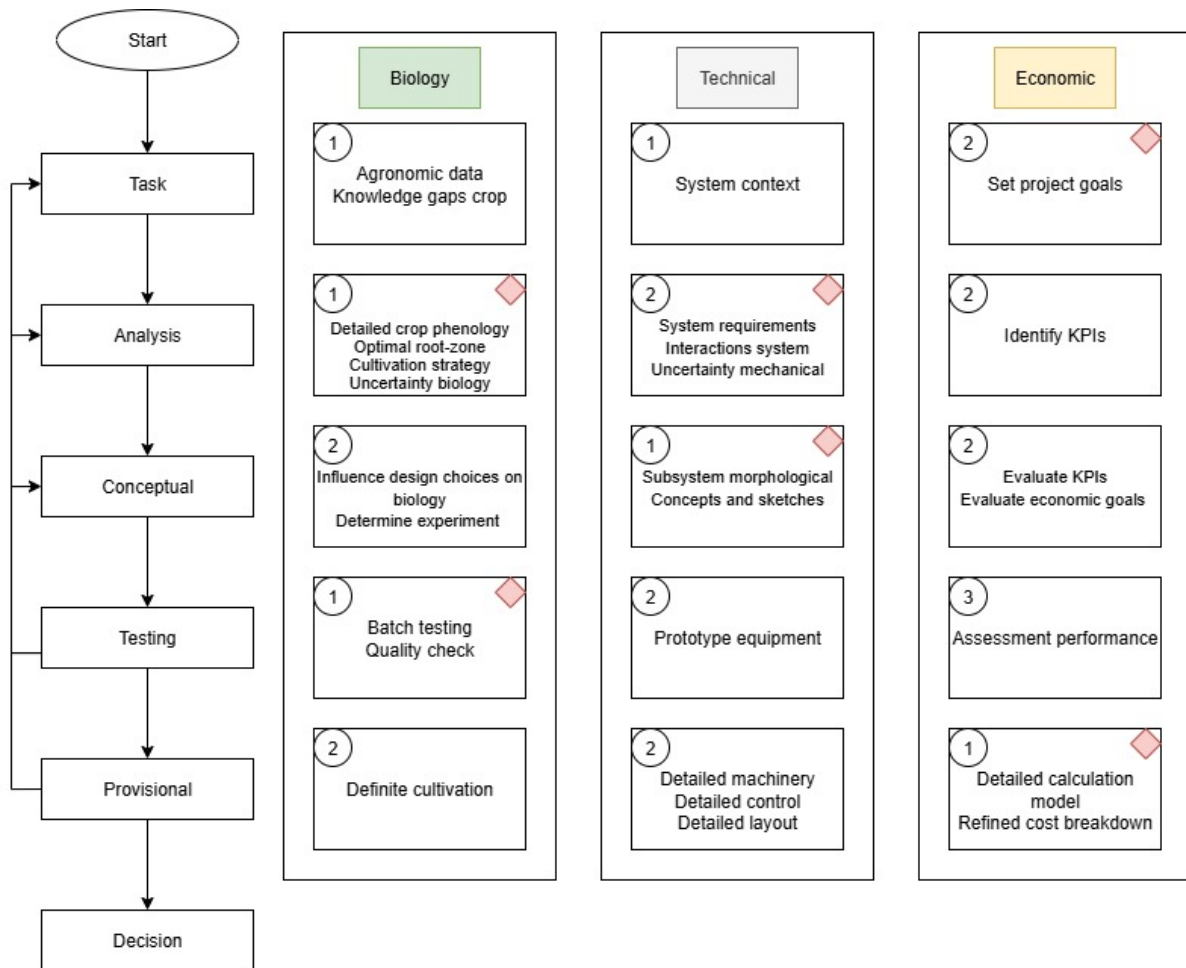 Start
Biology
Technical
Economic
Task
1
Agronomic data
Knowledge gaps crop
1
System context
2
Set project goals
Analysis
1
Detailed crop phenology
Optimal root-zone
Cultivation strategy
Uncertainty biology
2
System requirements
Interactions system
Uncertainty mechanical
2
Identify KPIs
Conceptual
2
Influence design choices on
biology
Determine experiment
1
Subsystem morphological
Concepts and sketches
2
Evaluate KPIs
Evaluate economic goals
Testing
1
Batch testing
Quality check
2
Prototype equipment
3
Assessment performance
Provisional
2
Definite cultivation
2
Detailed machinery
Detailed control
Detailed layout
1
Detailed calculation
model
Refined cost breakdown
Decision